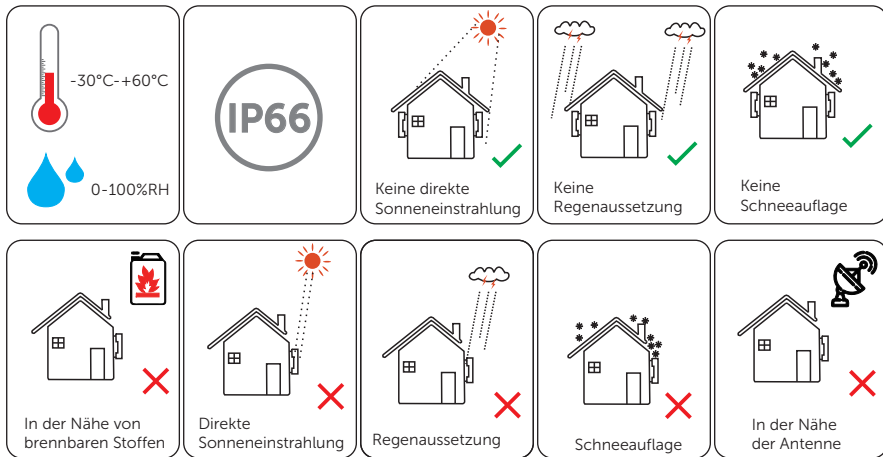 -30°C-+60°C
0-100%RH
IP66
Keine direkte
Sonneneinstrahlung
Keine
Regenaussetzung
Keine
Schneeauflage
In der Nähe von
brennbaren Stoffen
Direkte
Sonneneinstrahlung
Regenaussetzung
Schneeauflage
In der Nähe
der Antenne